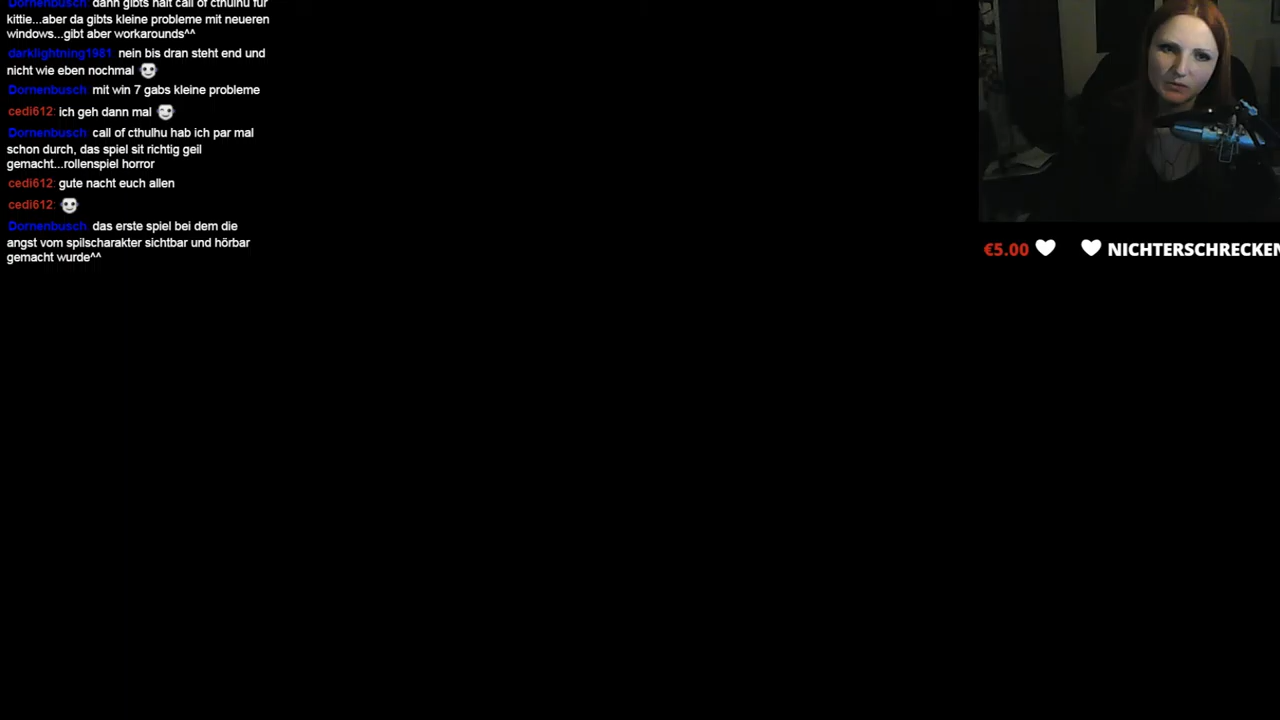 Dornenbusch dann gibts halt call of cthulhu für
kittie...aber da gibts kleine probleme mit neueren
windows...gibt aber workarounds^^
darklightning1981 nein bis dran steht end und
nicht wie eben nochmal
Dornenbusch mit win 7 gabs kleine probleme
cedi612: ich geh dann mal
Dornenbusch call of cthulhu hab ich par mal
schon durch, das spiel sit richtig geil
gemacht...rollenspiel horror
cedi612: gute nacht euch allen
cedi612:
Dornenbusch das erste spiel bei dem die
angst vom spilscharakter sichtbar und hörbar
gemacht wurde^^
€5.00 NICHTERSCHRECKEN